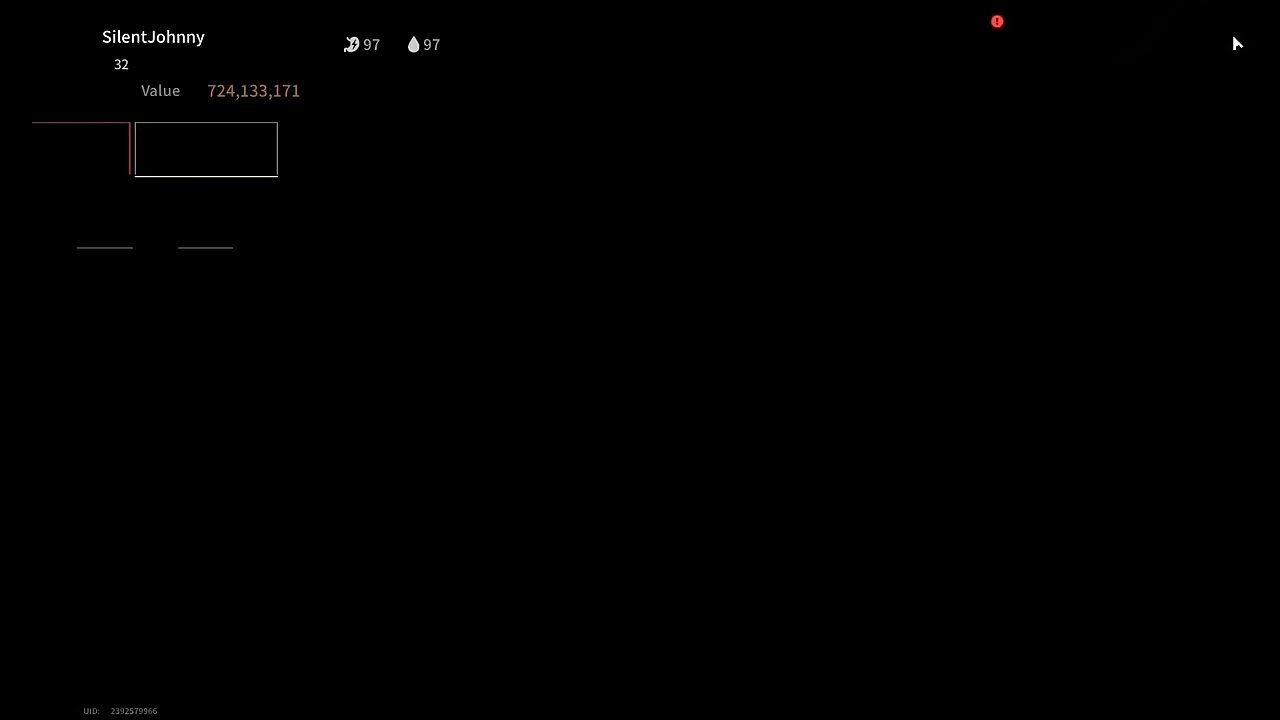 SilentJohnny
97 97
32
Value 724,133,171
UID: 2392579966